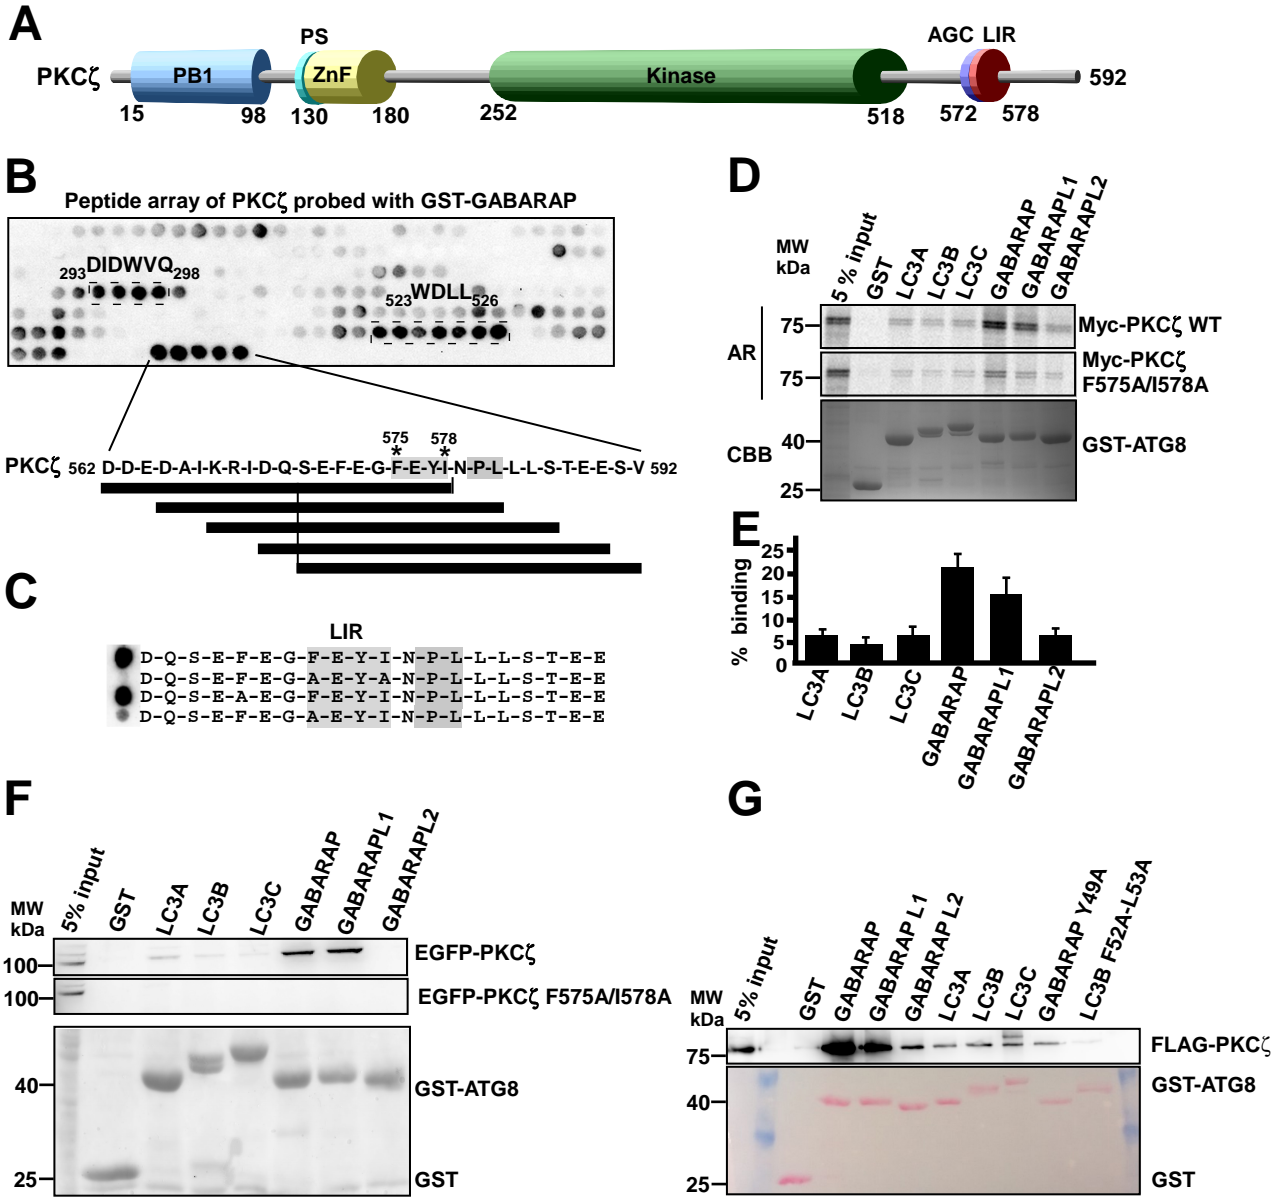 A
PS
AGC LIR
PKCζ
PB1
ZnF
Kinase
592
15
98
130
180
252
518
572
578
B
Peptide array of PKCζ probed with GST-GABARAP
293DIDWVQ298
523WDLL526
575
578
* *
PKCζ 562 D-D-E-D-A-I-K-R-I-D-Q-S-E-F-E-G-F-E-Y-I-N-P-L-L-L-S-T-E-E-S-V 592
C
LIR
D-Q-S-E-F-E-G-F-E-Y-I-N-P-L-L-L-S-T-E-E
D-Q-S-E-F-E-G-A-E-Y-A-N-P-L-L-L-S-T-E-E
D-Q-S-E-A-E-G-F-E-Y-I-N-P-L-L-L-S-T-E-E
D-Q-S-E-F-E-G-A-E-Y-I-N-P-L-L-L-S-T-E-E
D
MW
kDa
5% input
GST
LC3A
LC3B
LC3C
GABARAP
GABARAPL1
GABARAPL2
AR
75
Myc-PKCζ WT
75
Myc-PKCζ
F575A/I578A
CBB
40
25
GST-ATG8
E
% binding
25
20
15
10
5
0
LC3A
LC3B
LC3C
GABARAP
GABARAPL1
GABARAPL2
F
MW
kDa
5% input
GST
LC3A
LC3B
LC3C
GABARAP
GABARAPL1
GABARAPL2
100
EGFP-PKCζ
100
EGFP-PKCζ F575A/I578A
40
GST-ATG8
25
GST
G
MW
kDa
5% input
GST
GABARAP
GABARAP L1
GABARAP L2
LC3A
LC3B
LC3C
GABARAP Y49A
LC3B F52A-L53A
75
FLAG-PKCζ
40
GST-ATG8
25
GST